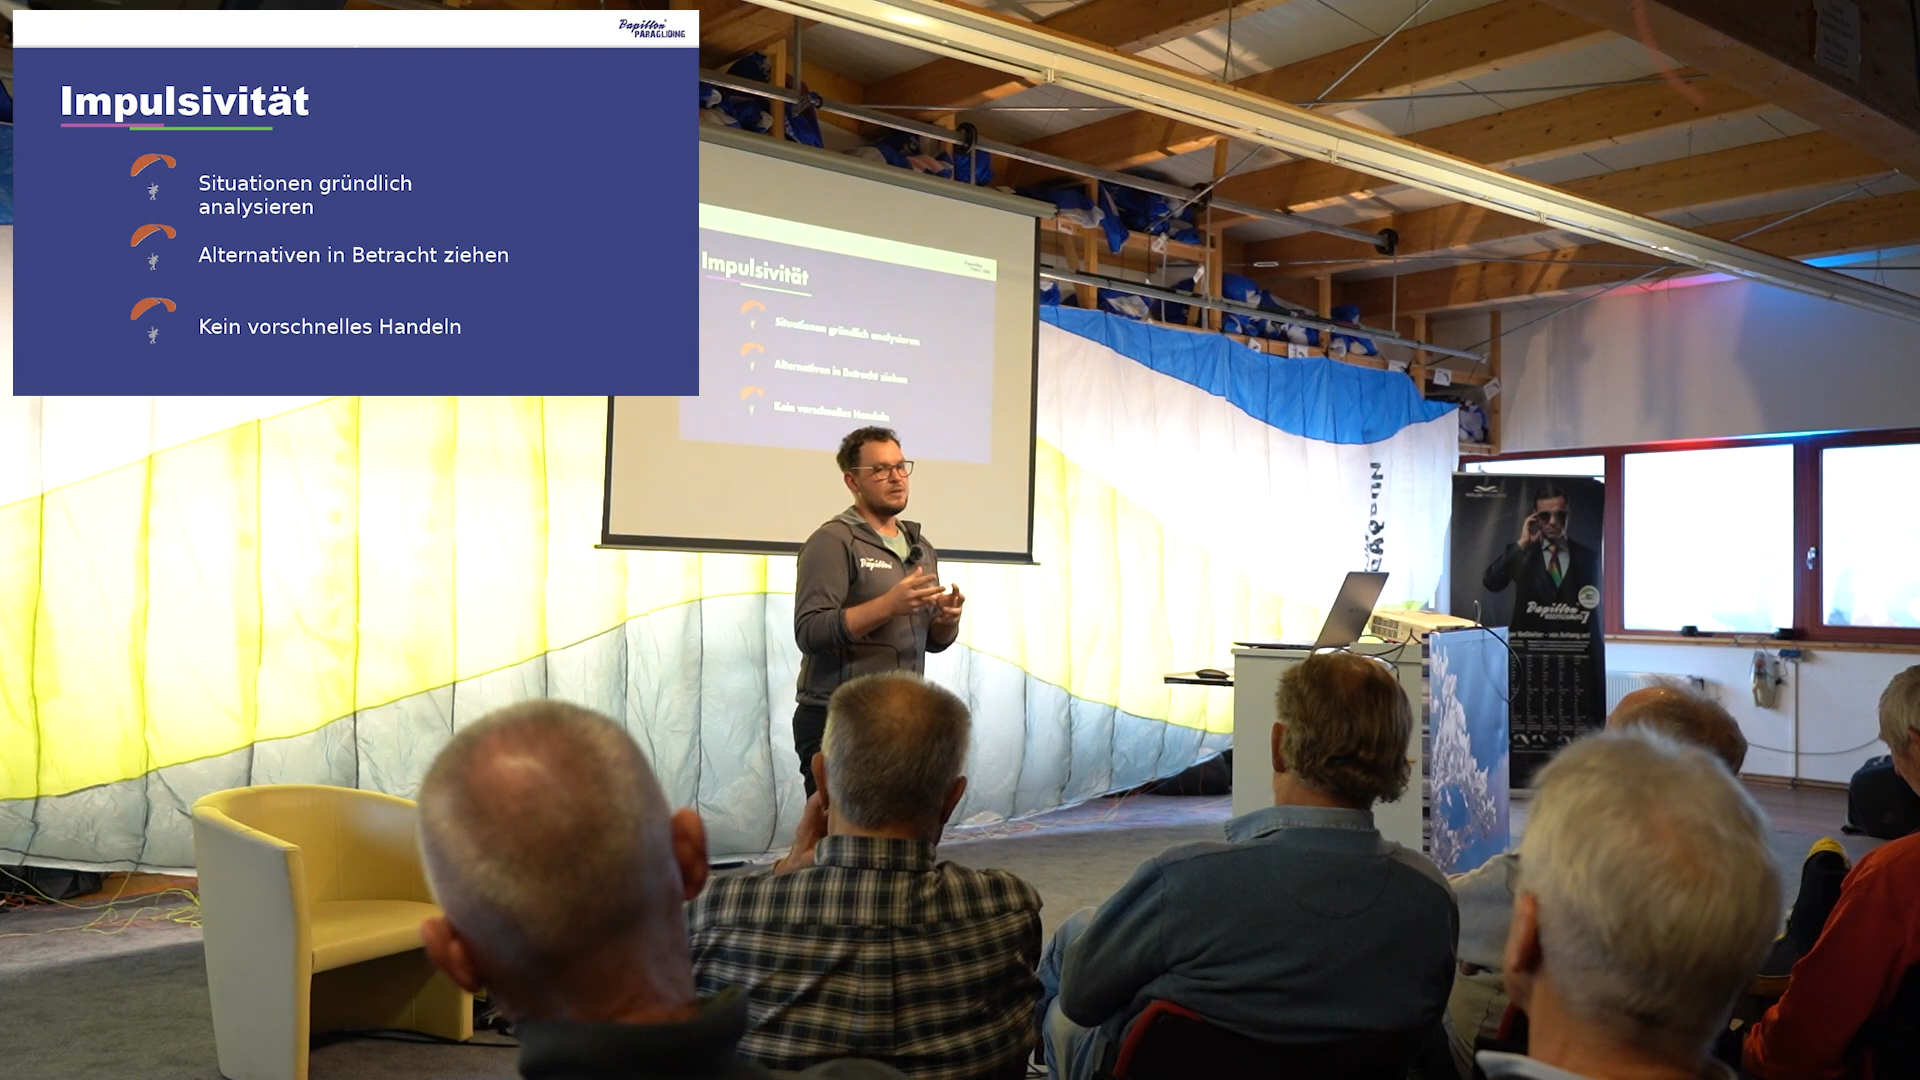 Papillon
PARAGLIDING
Impulsivität
Situationen gründlich
analysieren
Alternativen in Betracht ziehen
Kein vorschnelles Handeln
Impulsivität
Situationen gründlich analysieren
Alternativen in Betracht ziehen
Kein vorschnelles Handeln
Papillon
Papillon